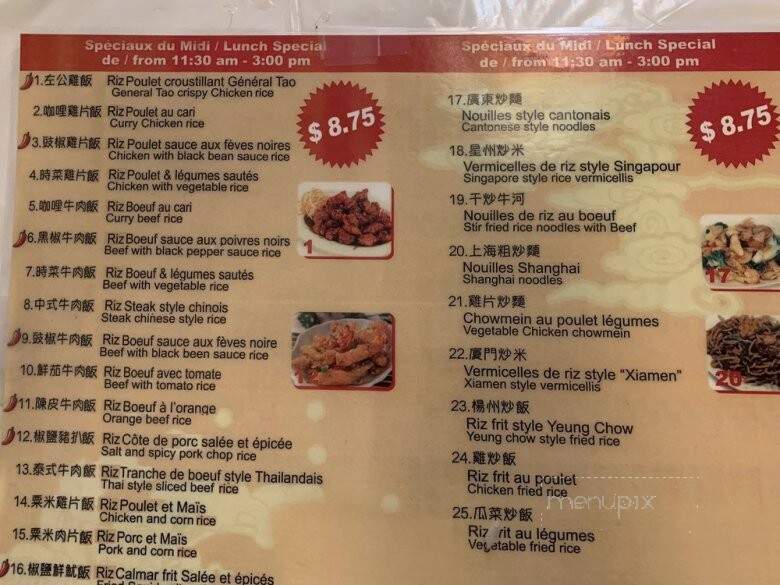 Spéciaux du Midi / Lunch Special
de / from 11:30 am - 3:00 pm
1.左公雞飯 Riz Poulet croustillant Général Tao
General Tao crispy Chicken rice
2.咖哩雞片飯 Riz Poulet au cari
Curry Chicken rice
3.豉椒雞片飯 Riz Poulet sauce aux fèves noires
Chicken with black bean sauce rice
4.時菜雞片飯 Riz Poulet & légumes sautés
Chicken with vegetable rice
5.咖哩牛肉飯 Riz Boeuf au cari
Curry beef rice
6.黑椒牛肉飯 Riz Boeuf sauce aux poivres noirs
Beef with black pepper sauce rice
7.時菜牛肉飯 Riz Boeuf & légumes sautés
Beef with vegetable rice
8.中式牛肉飯 Riz Steak style chinois
Steak chinese style rice
9.豉椒牛肉飯 Riz Boeuf sauce aux fèves noire
Beef with black bean sauce rice
10.鮮茄牛肉飯 Riz Boeuf avec tomate
Beef with tomato rice
11.陳皮牛肉飯 Riz Boeuf à l'orange
Orange beef rice
12.椒鹽豬扒飯 Riz Côte de porc salée et épicée
Salt and spicy pork chop rice
13.泰式牛肉飯 Riz Tranche de boeuf style Thailandais
Thai style sliced beef rice
14.粟米雞片飯 Riz Poulet et Maïs
Chicken and corn rice
15.粟米肉片飯 Riz Porc et Maïs
Pork and corn rice
16.椒鹽鮮魷飯 Riz Calmar frit Salée et épicés
$ 8.75
1
Spéciaux du Midi / Lunch Special
de / from 11:30 am - 3:00 pm
17.廣東炒麵
Nouilles style cantonais
Cantonese style noodles
18.星州炒米
Vermicelles de riz style Singapour
Singapore style rice vermicellis
19.干炒牛河
Nouilles de riz au boeuf
Stir fried rice noodles with Beef
20.上海粗炒麵
Nouilles Shanghai
Shanghai noodles
21.雞片炒麵
Chowmein au poulet légumes
Vegetable Chicken chowmein
22.廈門炒米
Vermicelles de riz style "Xiamen"
Xiamen style vermicellis
23.楊州炒飯
Riz frit style Yeung Chow
Yeung chow style fried rice
24.雞炒飯
Riz frit au poulet
Chicken fried rice
25.瓜菜炒飯
Riz frit au légumes
Vegetable fried rice
$ 8.75
17
20
menupix